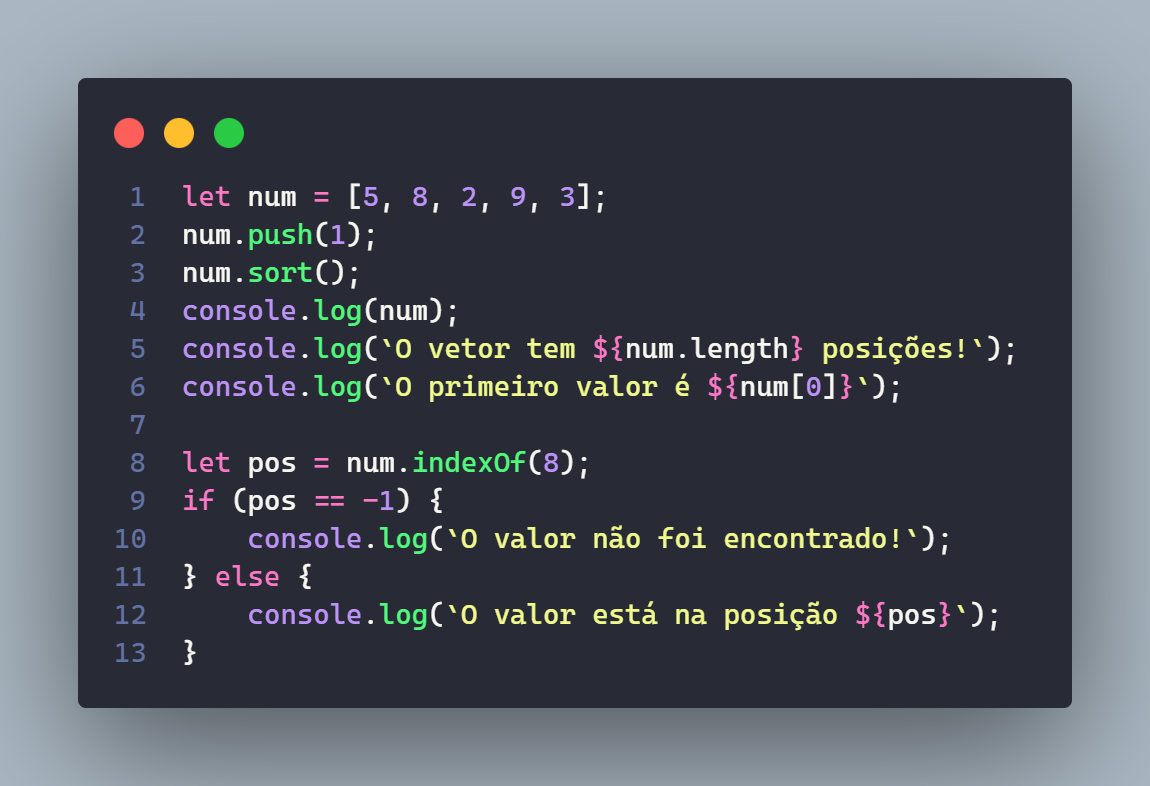 1 let num = [5, 8, 2, 9, 3];
2 num.push(1);
3 num.sort();
4 console.log(num);
5 console.log(`O vetor tem ${num.length} posições!`);
6 console.log(`O primeiro valor é ${num[0]}`);
7
8 let pos = num.indexOf(8);
9 if (pos == -1) {
10     console.log(`O valor não foi encontrado!`);
11 } else {
12     console.log(`O valor está na posição ${pos}`);
13 }